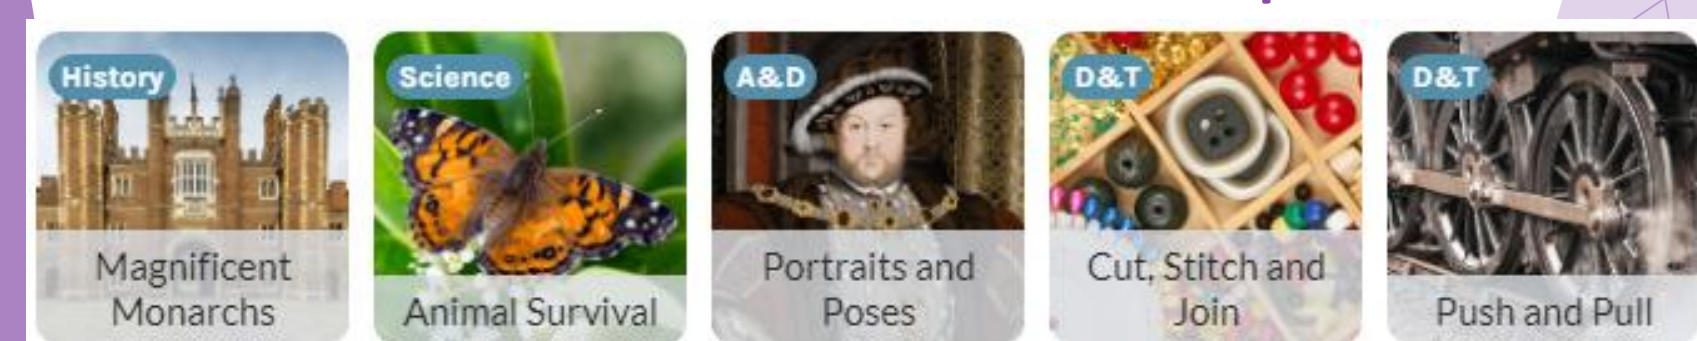 History
Magnificent
Monarchs
Science
Animal Survival
A&D
Portraits and
Poses
D&T
Cut, Stitch and
Join
D&T
Push and Pull